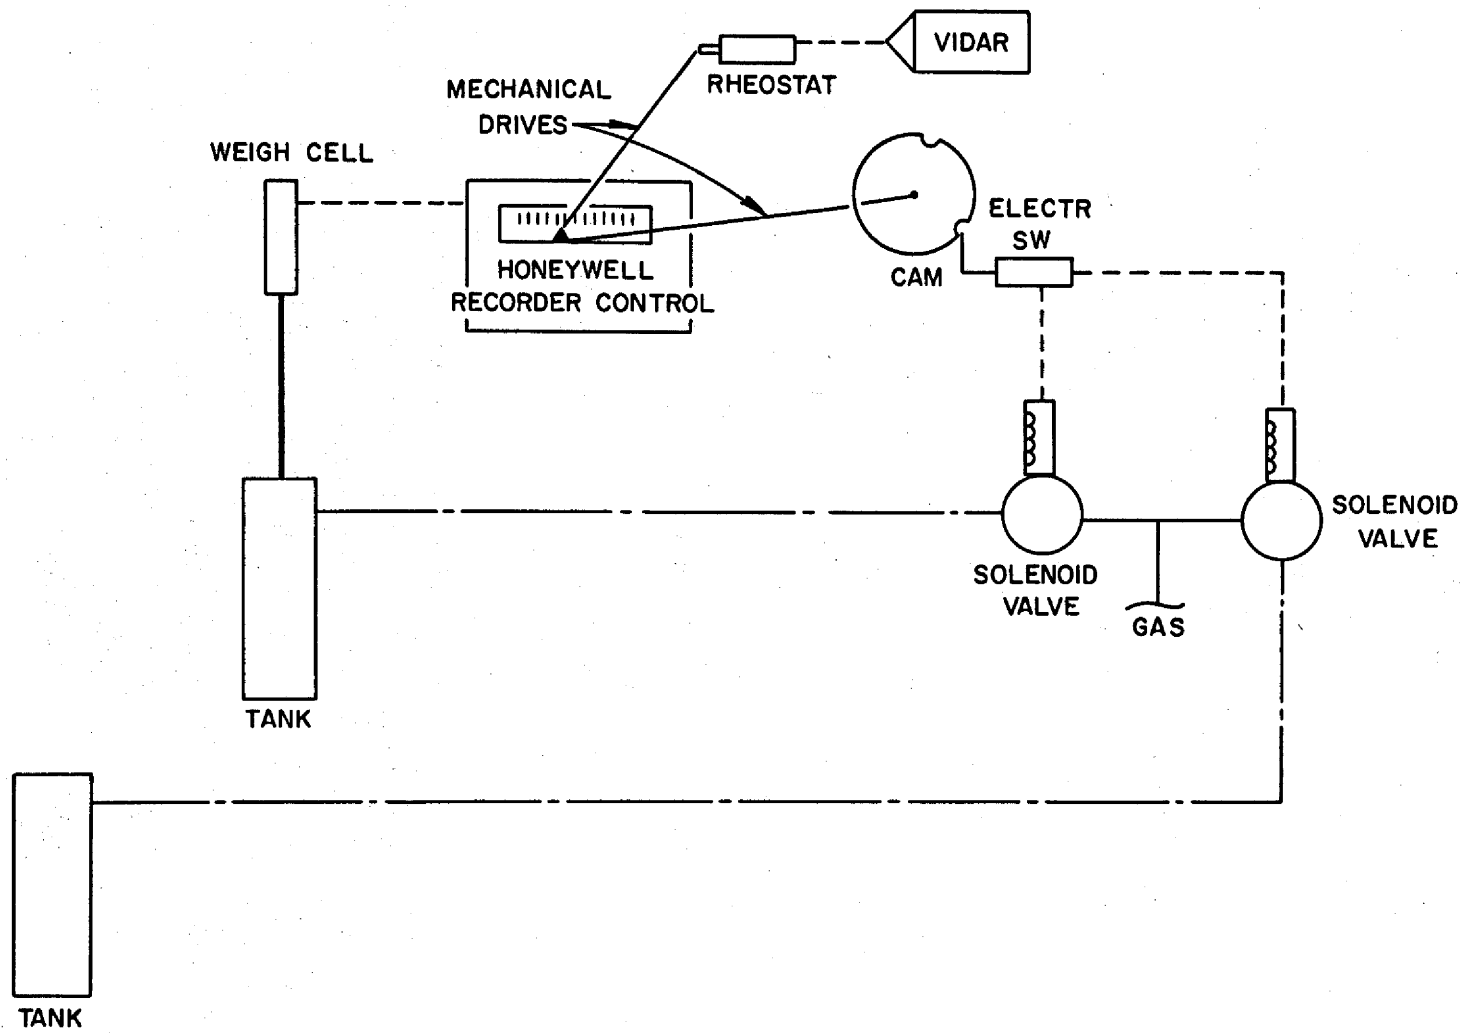 VIDAR
RHEOSTAT
MECHANICAL
DRIVES
WEIGH CELL
ELECTR
SW
HONEYWELL
RECORDER CONTROL
CAM
SOLENOID
VALVE
SOLENOID
VALVE
GAS
TANK
TANK